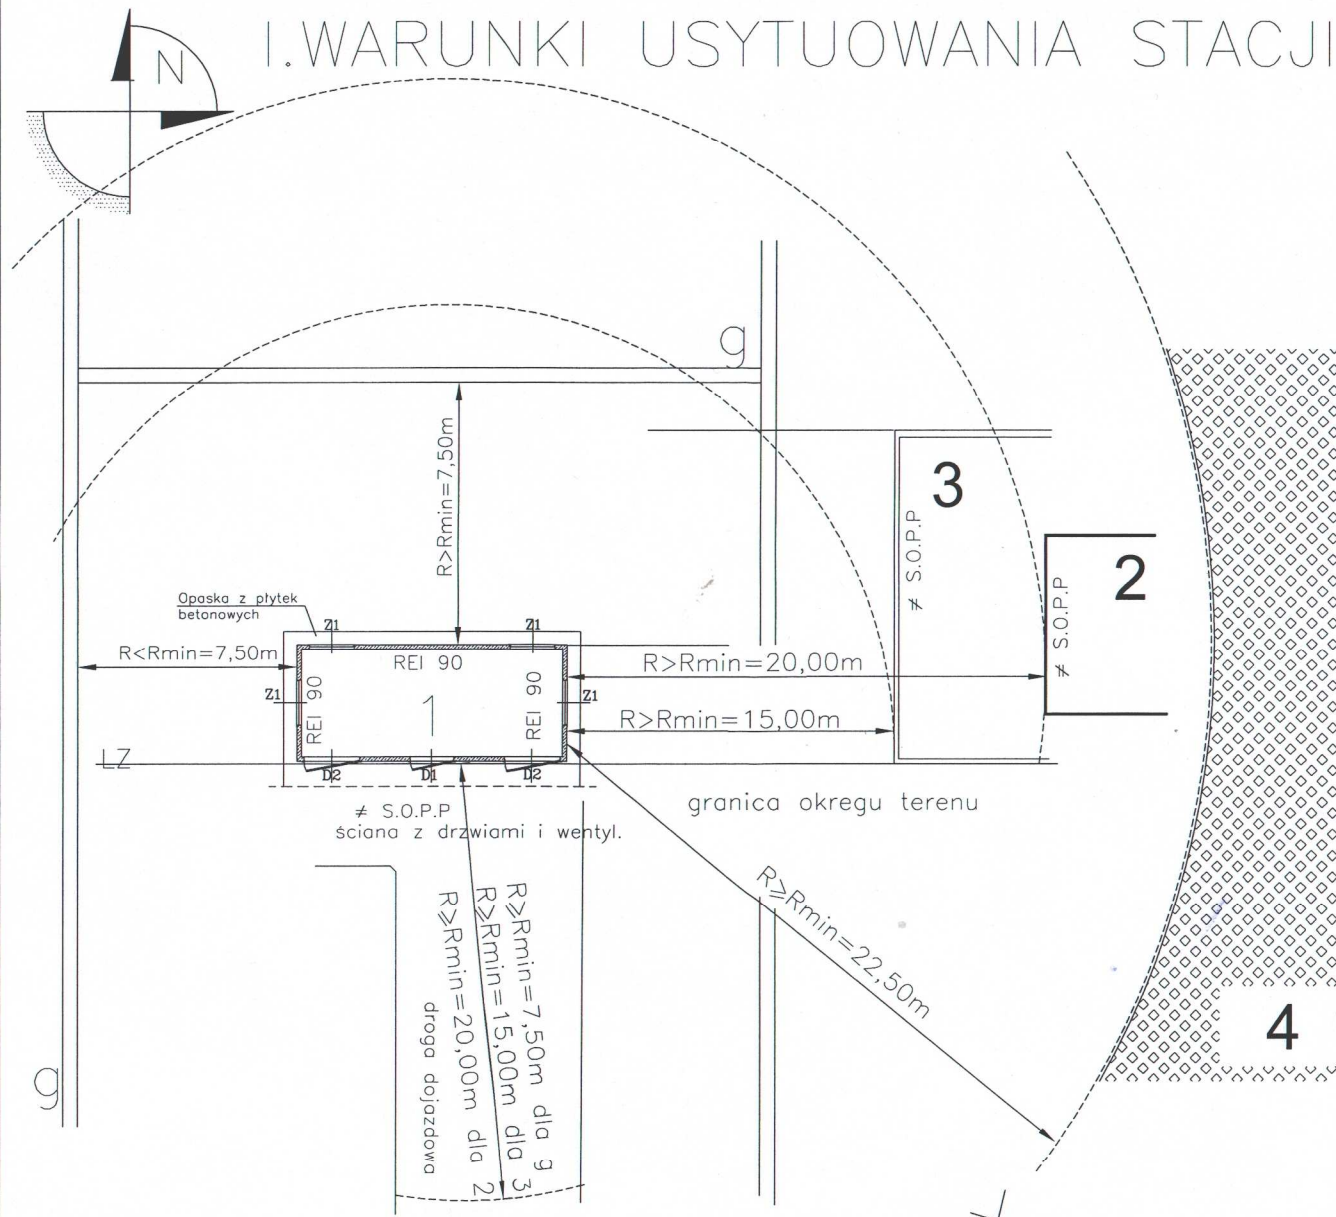 I.WARUNKI USYTUOWANIA STACJI
N
g
R>Rmin=7,50m
3
≠ S.O.P.P
2
≠ S.O.P.P
Opaska z płytek
betonowych
Z1
Z1
R<Rmin=7,50m
REI 90
R>Rmin=20,00m
Z1
REI 90
1
REI 90
Z1
R>Rmin=15,00m
LZ
D2
D1
D2
≠ S.O.P.P
ściana z drzwiami i wentyl.
granica okregu terenu
R≥Rmin=22,50m
R≥Rmin=7,50m dla g
R≥Rmin=15,00m dla 3
R≥Rmin=20,00m dla 2
droga dojazdowa
4
g